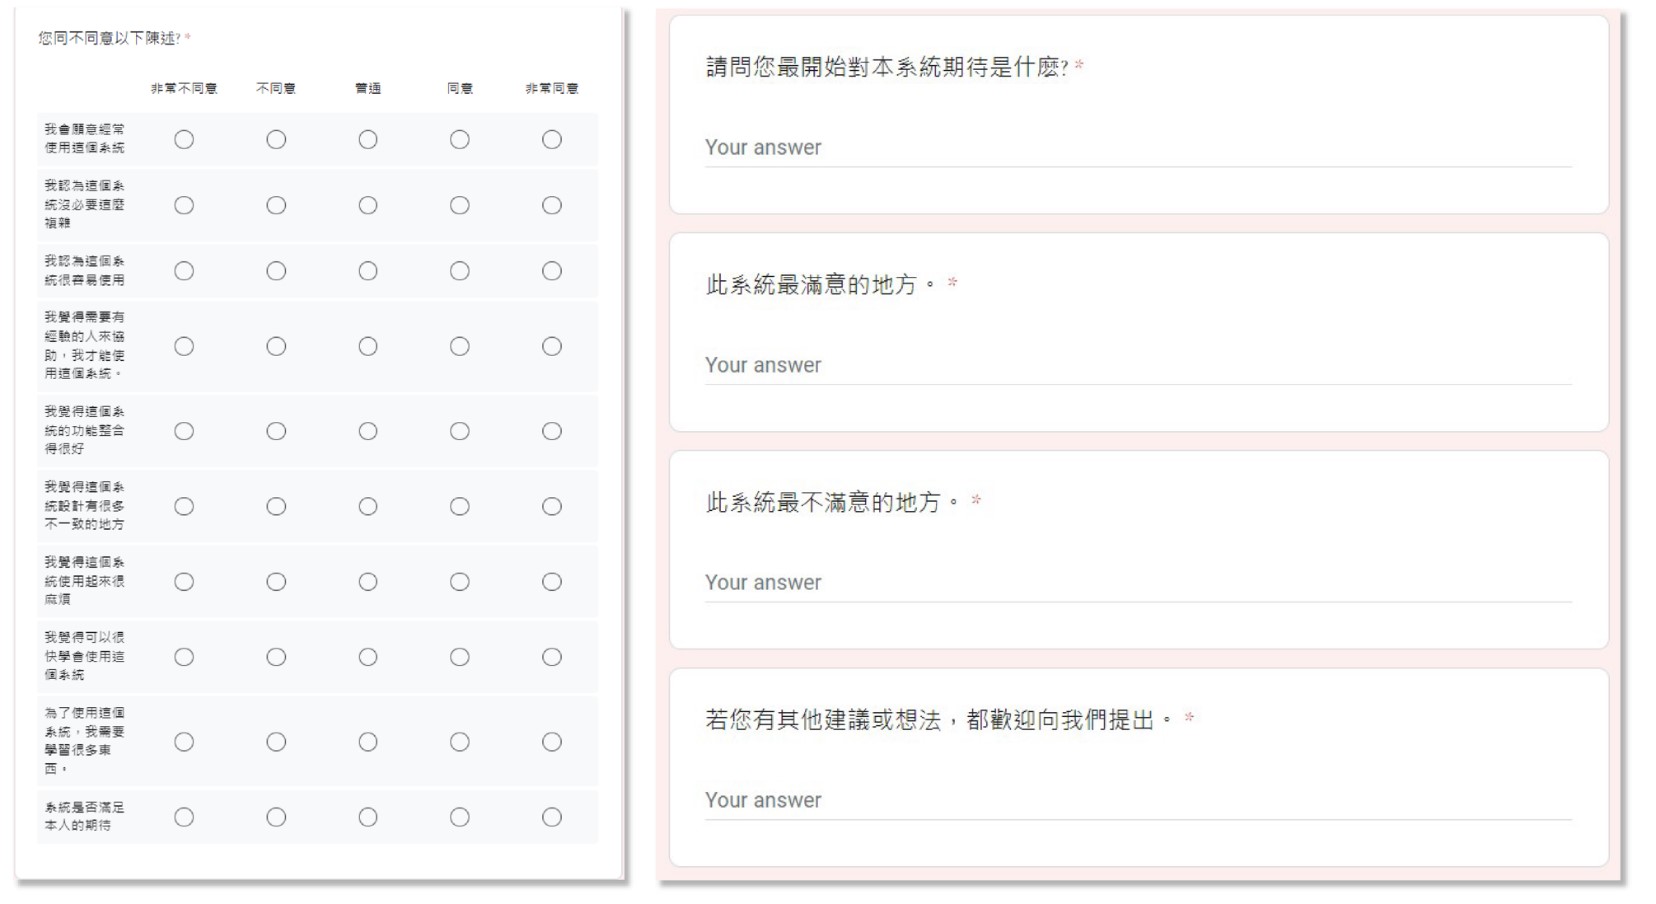 您同不同意以下陳述? *
非常不同意 不同意 普通 同意 非常同意
我會願意經常
使用這個系統
我認為這個系
統沒必要這麼
複雜
我認為這個系
統很容易使用
我覺得需要有
經驗的人來協
助，我才能使
用這個系統。
我覺得這個系
統的功能整合
得很好
我覺得這個系
統設計有很多
不一致的地方
我覺得這個系
統使用起來很
麻煩
我覺得可以很
快學會使用這
個系統
為了使用這個
系統，我需要
學習很多東
西。
系統是否滿足
本人的期待
請問您最開始對本系統期待是什麼? *
Your answer
此系統最滿意的地方。 *
Your answer
此系統最不滿意的地方。 *
Your answer
若您有其他建議或想法，都歡迎向我們提出。 *
Your answer